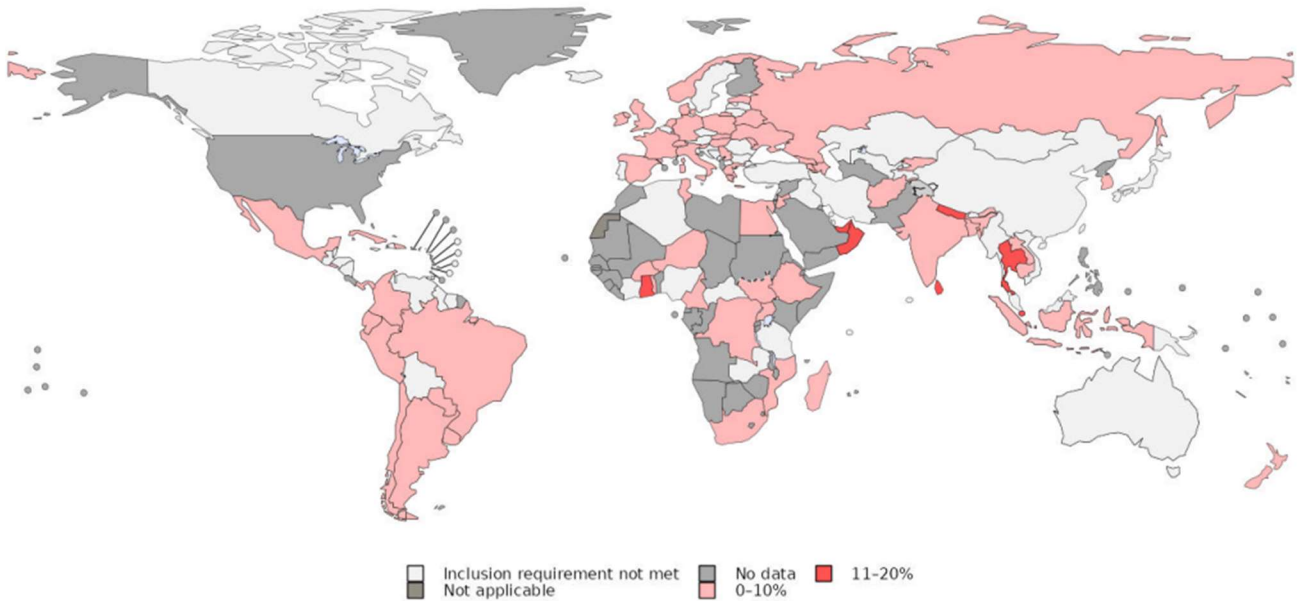 Inclusion requirement not met No data 11–20%
Not applicable 0–10%